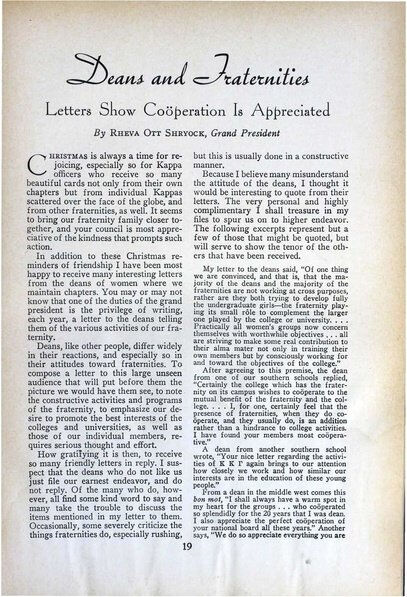 Deans and Fraternities
Letters Show Coöperation Is Appreciated
By RHEVA OTT SHRYOCK, Grand President
CHRISTMAS is always a time for re-
joicing, especially so for Kappa
officers who receive so many
beautiful cards not only from their own
chapters but from individual Kappas
scattered over the face of the globe, and
from other fraternities, as well. It seems
to bring our fraternity family closer to-
gether, and your council is most appre-
ciative of the kindness that prompts such
action.
In addition to these Christmas re-
minders of friendship I have been most
happy to receive many interesting letters
from the deans of women where we
maintain chapters. You may or may not
know that one of the duties of the grand
president is the privilege of writing,
each year, a letter to the deans telling
them of the various activities of our fra-
ternity.
Deans, like other people, differ widely
in their reactions, and especially so in
their attitudes toward fraternities. To
compose a letter to this large unseen
audience that will put before them the
picture we would have them see, to note
the constructive activities and programs
of the fraternity, to emphasize our de-
sire to promote the best interests of the
colleges and universities, as well as
those of our individual members, re-
quires serious thought and effort.
How gratifying it is, then, to receive
so many friendly letters in reply. I sus-
pect that the deans who do not like us
just file our earnest endeavor, and do
not reply. Of the many who do, how-
ever, all find some kind word to say and
many take the trouble to discuss the
items mentioned in my letter to them.
Occasionally, some severely criticize the
things fraternities do, especially rushing,
but this is usually done in a constructive
manner.
Because I believe many misunderstand
the attitude of the deans, I thought it
would be interesting to quote from their
letters. The very personal and highly
complimentary I shall treasure in my
files to spur us on to higher endeavor.
The following excerpts represent but a
few of those that might be quoted, but
will serve to show the tenor of the oth-
ers that have been received.
My letter to the deans said, "Of one thing
we are convinced, and that is, that the ma-
jority of the deans and the majority of the
fraternities are not working at cross purposes,
rather are they both trying to develop fully
the undergraduate girls—the fraternity play-
ing its small rôle to complement the larger
one played by the college or university. . . .
Practically all women's groups now concern
themselves with worthwhile objectives — all
are striving to make some real contribution to
their alma mater not only in training their
own members but by consciously working for
and toward the objectives of the college."
After agreeing to this premise, the dean
from one of our southern schools replied,
"Certainly the college which has the frater-
nity on its campus wishes to coöperate to the
mutual benefit of the fraternity and the col-
lege. . . . I, for one, certainly feel that the
presence of fraternities, when they do co-
öperate, and they usually do, is an addition
rather than a hindrance to college activities.
I have found your members most coöpera-
tive."
A dean from another southern school
wrote, "Your nice letter regarding the activi-
ties of K K Γ again brings to our attention
how closely we work and how similar our
interests are in the education of these young
people."
From a dean in the middle west comes this
bon mot, "I shall always have a warm spot in
my heart for the groups . . . who coöperated
so splendidly for the 20 years that I was dean.
I also appreciate the perfect coöperation of
your national board all these years." Another
says, "We do so appreciate everything you are
19